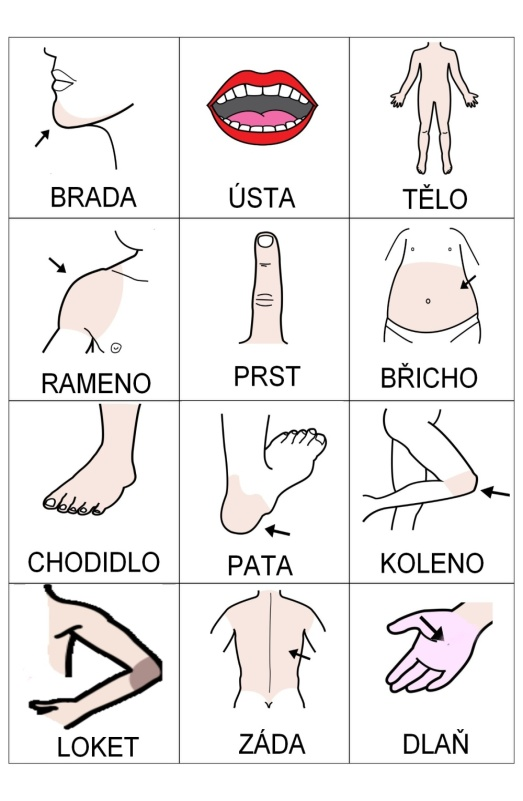 BRADA
ÚSTA
TĚLO
RAMENO
PRST
BŘICHO
CHODIDLO
PATA
KOLENO
LOKET
ZÁDA
DLAŇ